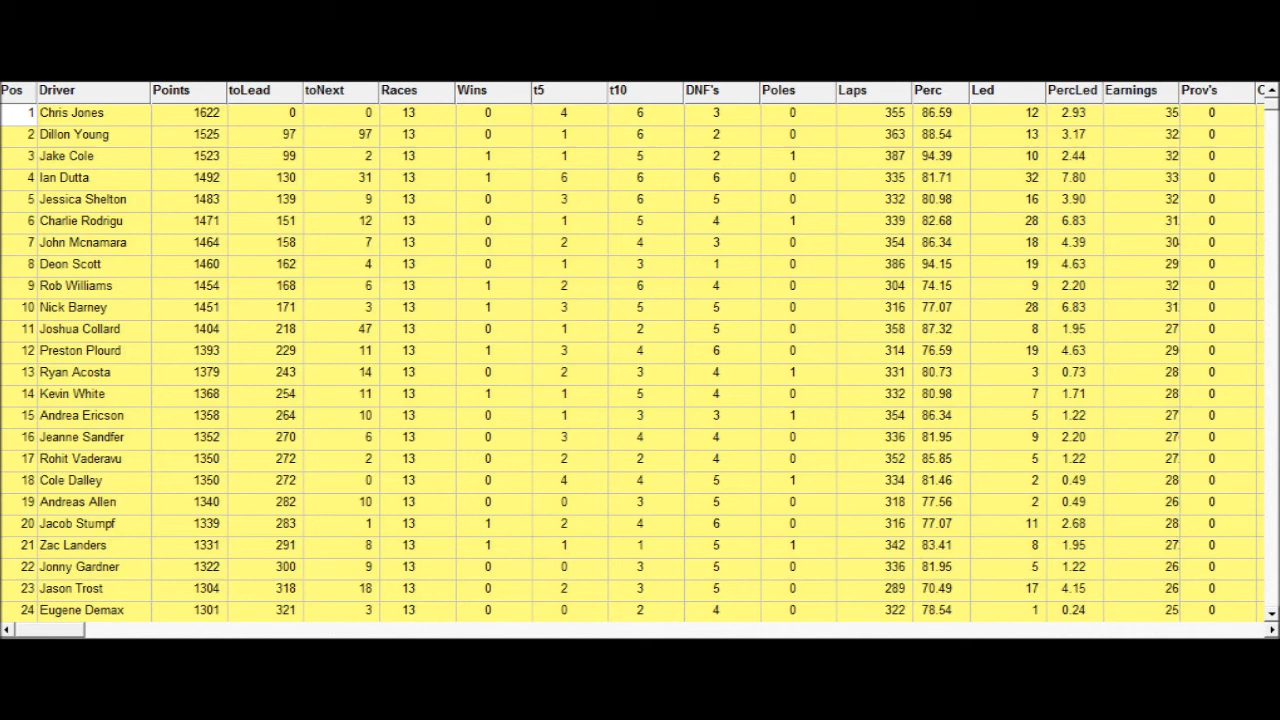 Pos Driver Points toLead toNext Races Wins t5 t10 DNF's Poles Laps Perc Led PercLed Earnings Prov's
1 Chris Jones 1622 0 0 13 0 4 6 3 0 355 86.59 12 2.93 35 0
2 Dillon Young 1525 97 97 13 0 1 6 2 0 363 88.54 13 3.17 32 0
3 Jake Cole 1523 99 2 13 1 1 5 2 1 387 94.39 10 2.44 32 0
4 Ian Dutta 1492 130 31 13 1 6 6 6 0 335 81.71 32 7.80 33 0
5 Jessica Shelton 1483 139 9 13 0 3 6 5 0 332 80.98 16 3.90 32 0
6 Charlie Rodrigu 1471 151 12 13 0 1 5 4 1 339 82.68 28 6.83 31 0
7 John Mcnamara 1464 158 7 13 0 2 4 3 0 354 86.34 18 4.39 30 0
8 Deon Scott 1460 162 4 13 0 1 3 1 0 386 94.15 19 4.63 29 0
9 Rob Williams 1454 168 6 13 1 2 6 4 0 304 74.15 9 2.20 32 0
10 Nick Barney 1451 171 3 13 1 3 5 5 0 316 77.07 28 6.83 31 0
11 Joshua Collard 1404 218 47 13 0 1 2 5 0 358 87.32 8 1.95 27 0
12 Preston Plourd 1393 229 11 13 1 3 4 6 0 314 76.59 19 4.63 29 0
13 Ryan Acosta 1379 243 14 13 0 2 3 4 1 331 80.73 3 0.73 28 0
14 Kevin White 1368 254 11 13 1 1 5 4 0 332 80.98 7 1.71 28 0
15 Andrea Ericson 1358 264 10 13 0 1 3 3 1 354 86.34 5 1.22 27 0
16 Jeanne Sandfer 1352 270 6 13 0 3 4 4 0 336 81.95 9 2.20 27 0
17 Rohit Vaderavu 1350 272 2 13 0 2 2 4 0 352 85.85 5 1.22 27 0
18 Cole Dalley 1350 272 0 13 0 4 4 5 1 334 81.46 2 0.49 28 0
19 Andreas Allen 1340 282 10 13 0 0 3 5 0 318 77.56 2 0.49 26 0
20 Jacob Stumpf 1339 283 1 13 1 2 4 6 0 316 77.07 11 2.68 28 0
21 Zac Landers 1331 291 8 13 1 1 1 5 1 342 83.41 8 1.95 27 0
22 Jonny Gardner 1322 300 9 13 0 0 3 5 0 336 81.95 5 1.22 26 0
23 Jason Trost 1304 318 18 13 0 2 3 5 0 289 70.49 17 4.15 26 0
24 Eugene Demax 1301 321 3 13 0 0 2 4 0 322 78.54 1 0.24 25 0